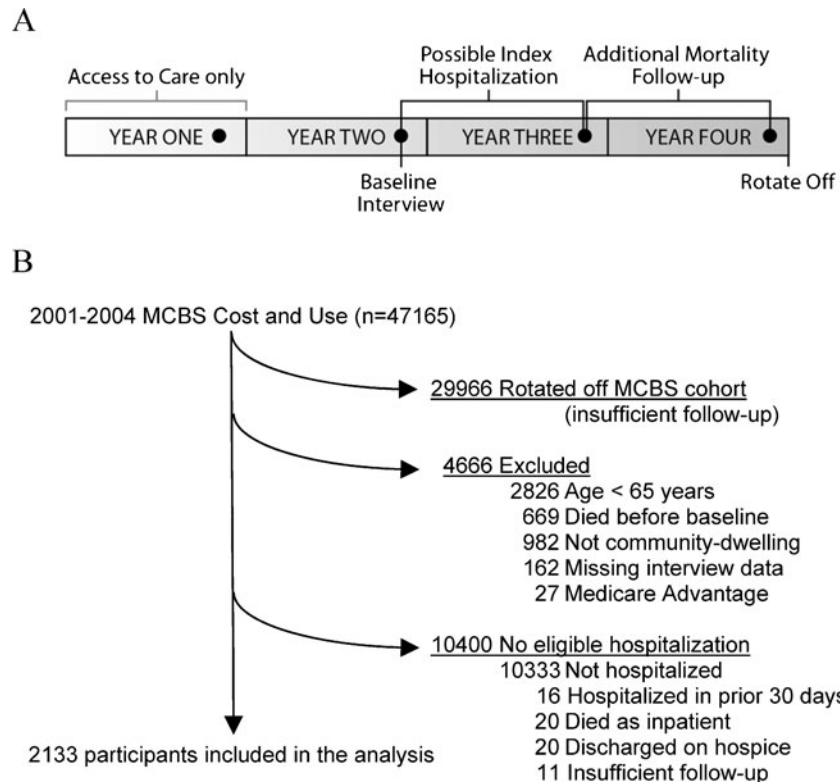 A
Access to Care only
Possible Index
Hospitalization
Additional Mortality
Follow-up
YEAR ONE
YEAR TWO
YEAR THREE
YEAR FOUR
Baseline
Interview
Rotate Off
B
2001-2004 MCBS Cost and Use (n=47165)
29966 Rotated off MCBS cohort
(insufficient follow-up)
4666 Excluded
2826 Age < 65 years
669 Died before baseline
982 Not community-dwelling
162 Missing interview data
27 Medicare Advantage
10400 No eligible hospitalization
10333 Not hospitalized
16 Hospitalized in prior 30 days
20 Died as inpatient
20 Discharged on hospice
11 Insufficient follow-up
2133 participants included in the analysis